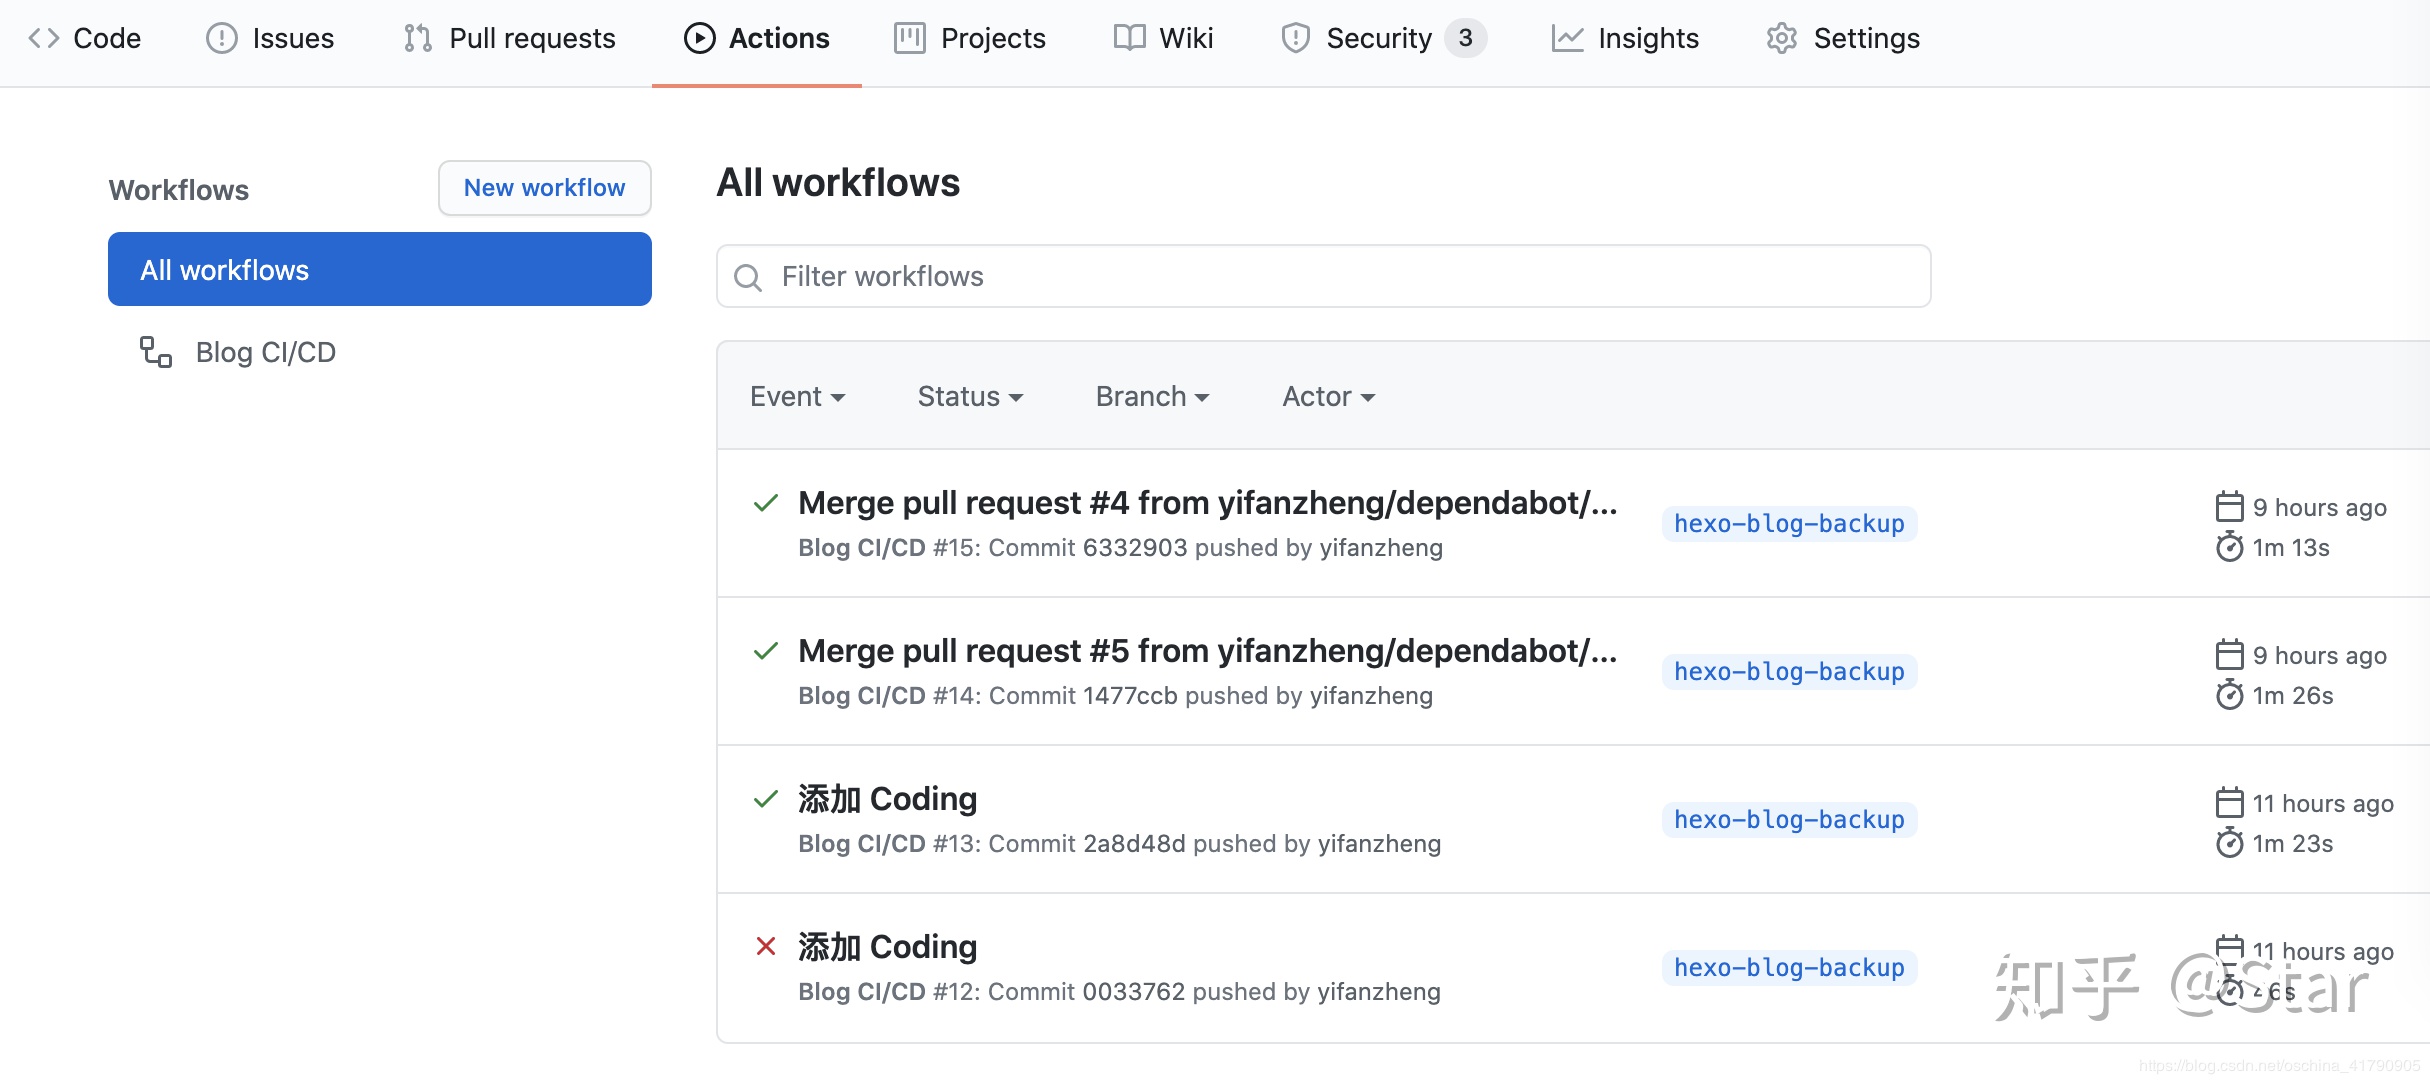 Code Issues Pull requests Actions Projects Wiki Security 3 Insights Settings
Workflows
New workflow
All workflows
Blog CI/CD
All workflows
Filter workflows
Event Status Branch Actor
Merge pull request #4 from yifanzheng/dependabot/...
Blog CI/CD #15: Commit 6332903 pushed by yifanzheng
hexo-blog-backup
9 hours ago
1m 13s
Merge pull request #5 from yifanzheng/dependabot/...
Blog CI/CD #14: Commit 1477ccb pushed by yifanzheng
hexo-blog-backup
9 hours ago
1m 26s
添加 Coding
Blog CI/CD #13: Commit 2a8d48d pushed by yifanzheng
hexo-blog-backup
11 hours ago
1m 23s
添加 Coding
Blog CI/CD #12: Commit 0033762 pushed by yifanzheng
hexo-blog-backup
11 hours ago
46s
知乎 @Star
https://blog.csdn.net/oschina_41790905